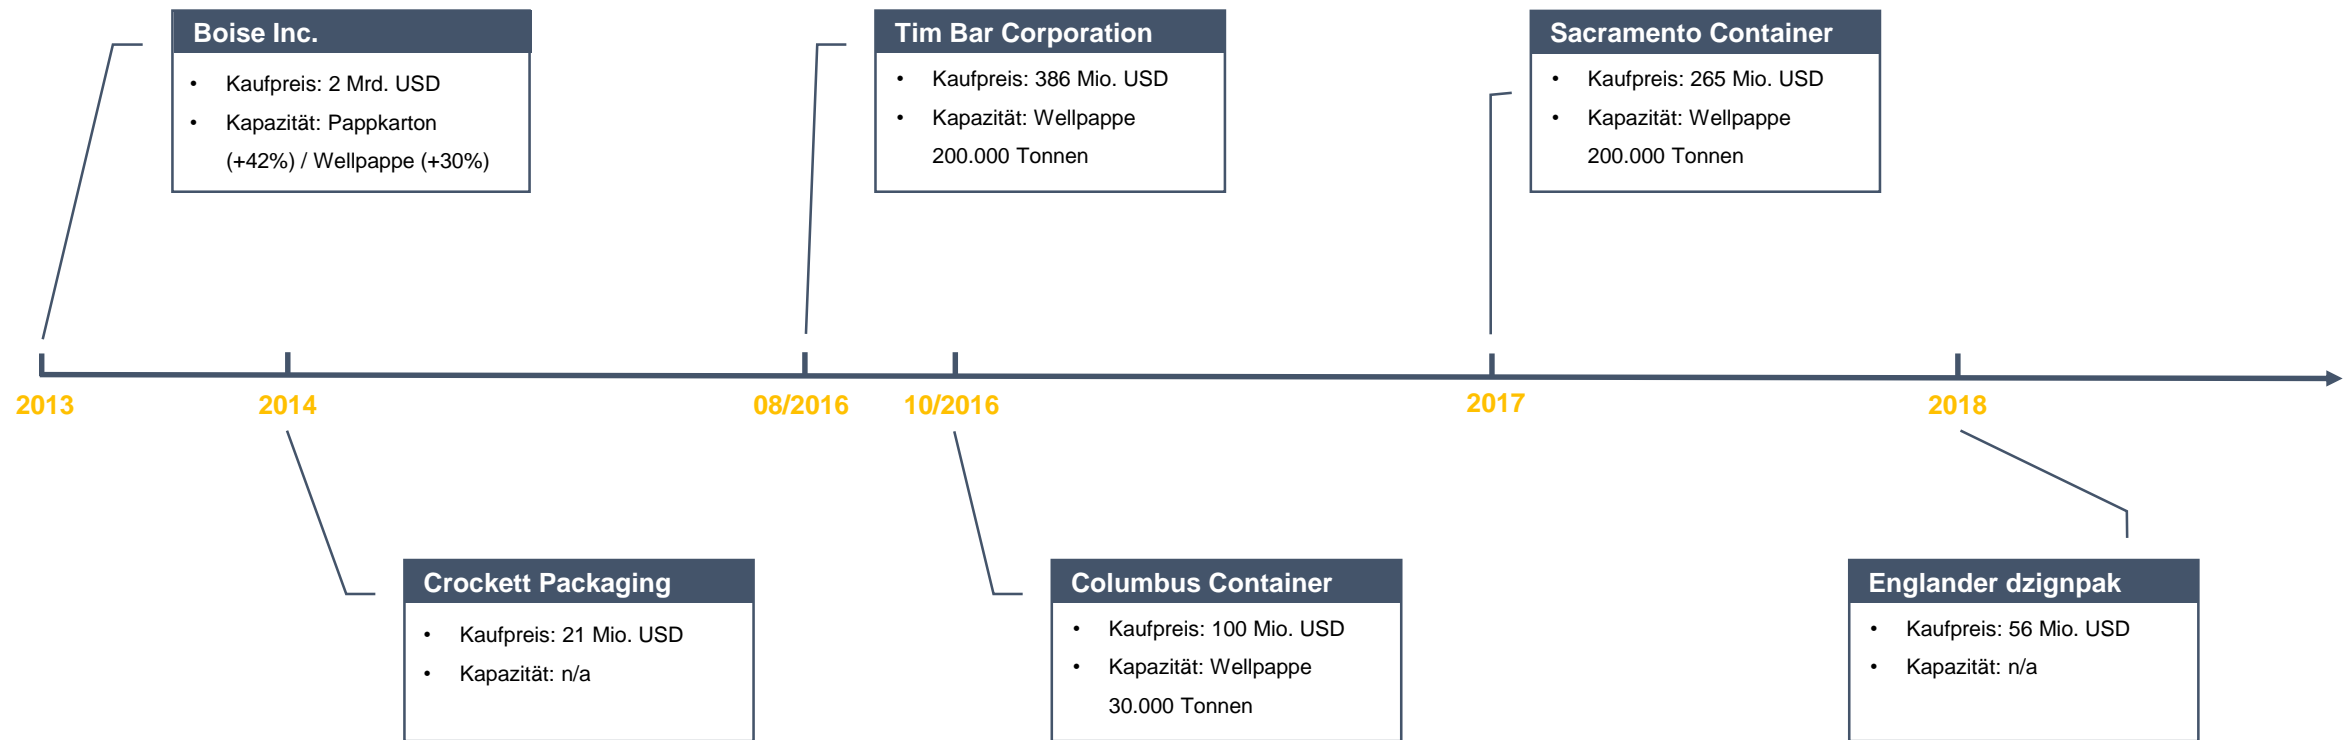 Boise Inc.
• Kaufpreis: 2 Mrd. USD
• Kapazität: Pappkarton
(+42%) / Wellpappe (+30%)
Tim Bar Corporation
• Kaufpreis: 386 Mio. USD
• Kapazität: Wellpappe
200.000 Tonnen
Sacramento Container
• Kaufpreis: 265 Mio. USD
• Kapazität: Wellpappe
200.000 Tonnen
2013
2014
08/2016
10/2016
2017
2018
Crockett Packaging
• Kaufpreis: 21 Mio. USD
• Kapazität: n/a
Columbus Container
• Kaufpreis: 100 Mio. USD
• Kapazität: Wellpappe
30.000 Tonnen
Englander dzignpak
• Kaufpreis: 56 Mio. USD
• Kapazität: n/a